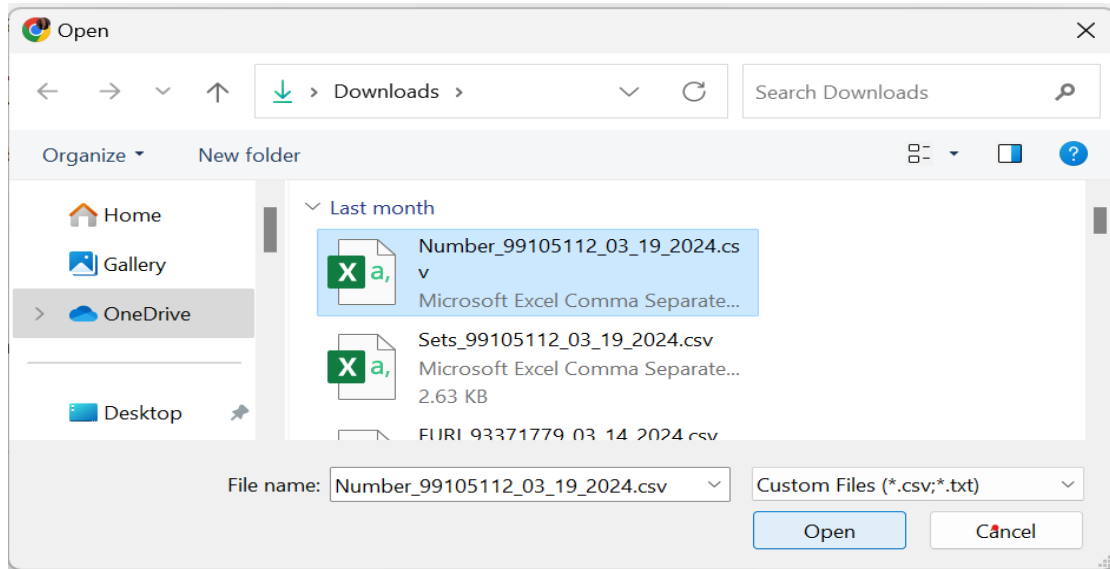 Open
Downloads
Search Downloads
Organize
New folder
Home
Gallery
OneDrive
Desktop
Last month
Number_99105112_03_19_2024.cs
v
Microsoft Excel Comma Separate...
Sets_99105112_03_19_2024.csv
Microsoft Excel Comma Separate...
2.63 KB
File name: Number_99105112_03_19_2024.csv
Custom Files (*.csv;*.txt)
Open
Cancel